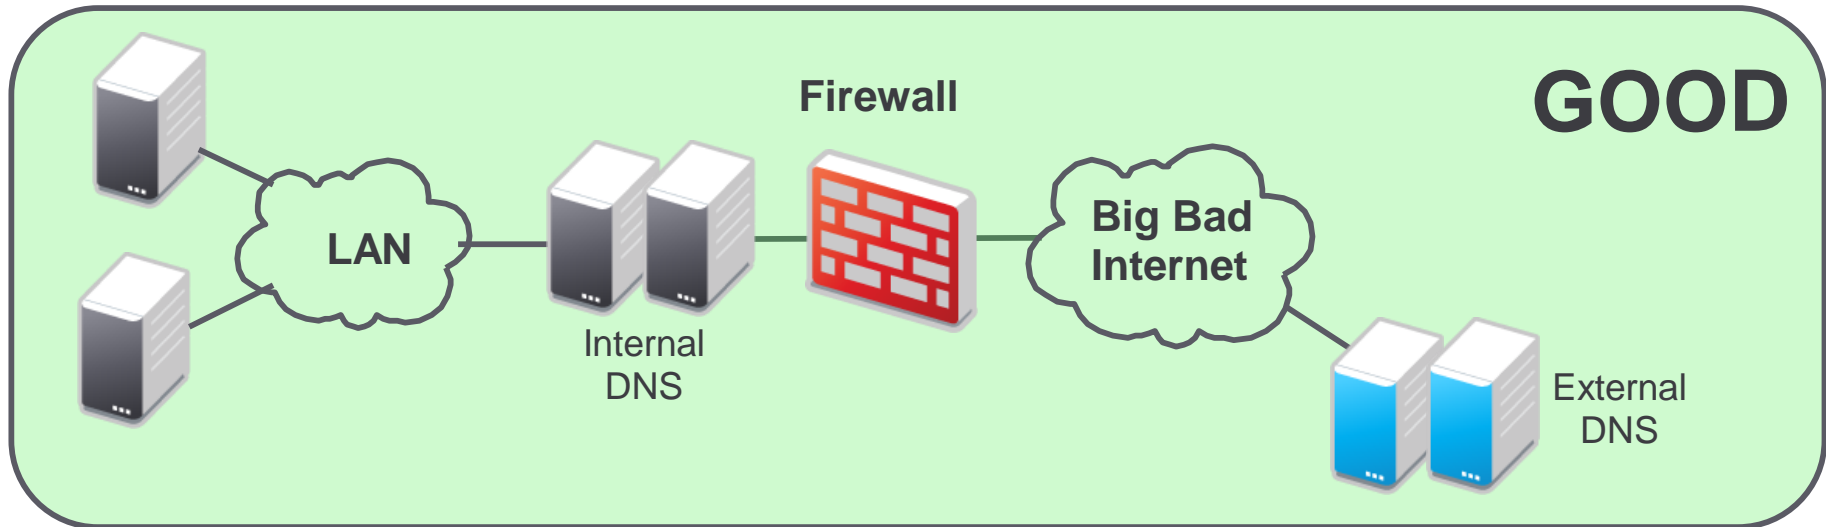 Firewall
GOOD
LAN
Big Bad
Internet
Internal
DNS
External
DNS